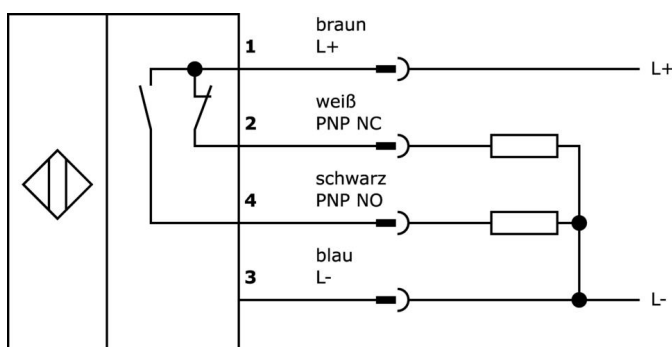 braun
1 L+
L+
weiß
2 PNP NC
schwarz
4 PNP NO
blau
3 L-
L-